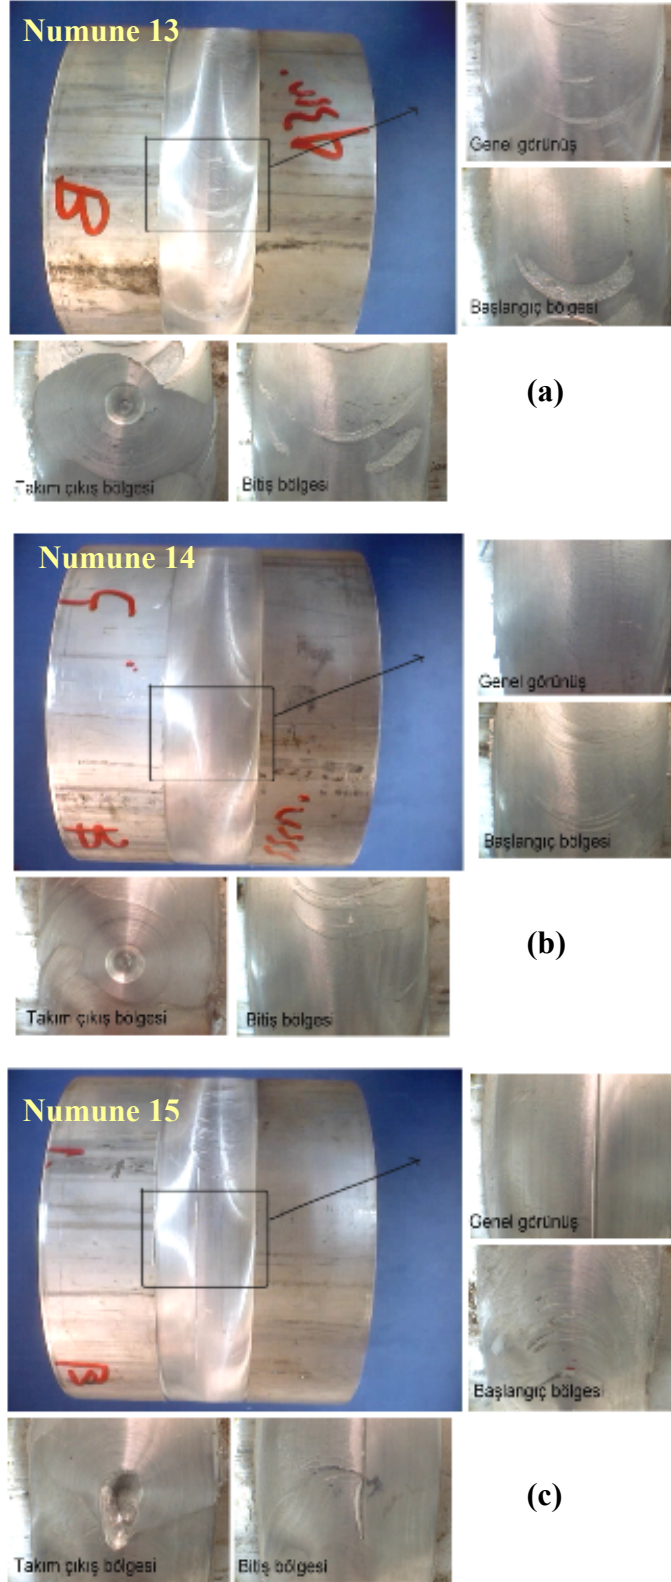 Numune 13
Genel görünüş
Başlangıç bölgesi
B
Takım çıkış bölgesi
Bitiş bölgesi
(a)
Numune 14
Genel görünüş
Başlangıç bölgesi
Takım çıkış bölgesi
Bitiş bölgesi
(b)
Numune 15
Genel görünüş
Başlangıç bölgesi
B
Takım çıkış bölgesi
Bitiş bölgesi
(c)